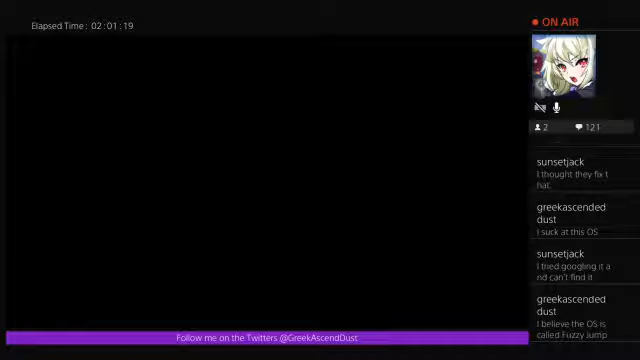 Elapsed Time: 02:01:19
ON AIR
2 121
sunsetjack
I thought they fix t
hat.
greekascended
dust
I suck at this OS
sunsetjack
I tried googling it a
nd can't find it
greekascended
dust
I believe the OS is
called Fuzzy Jump
Follow me on the Twitters @GreekAscendDust